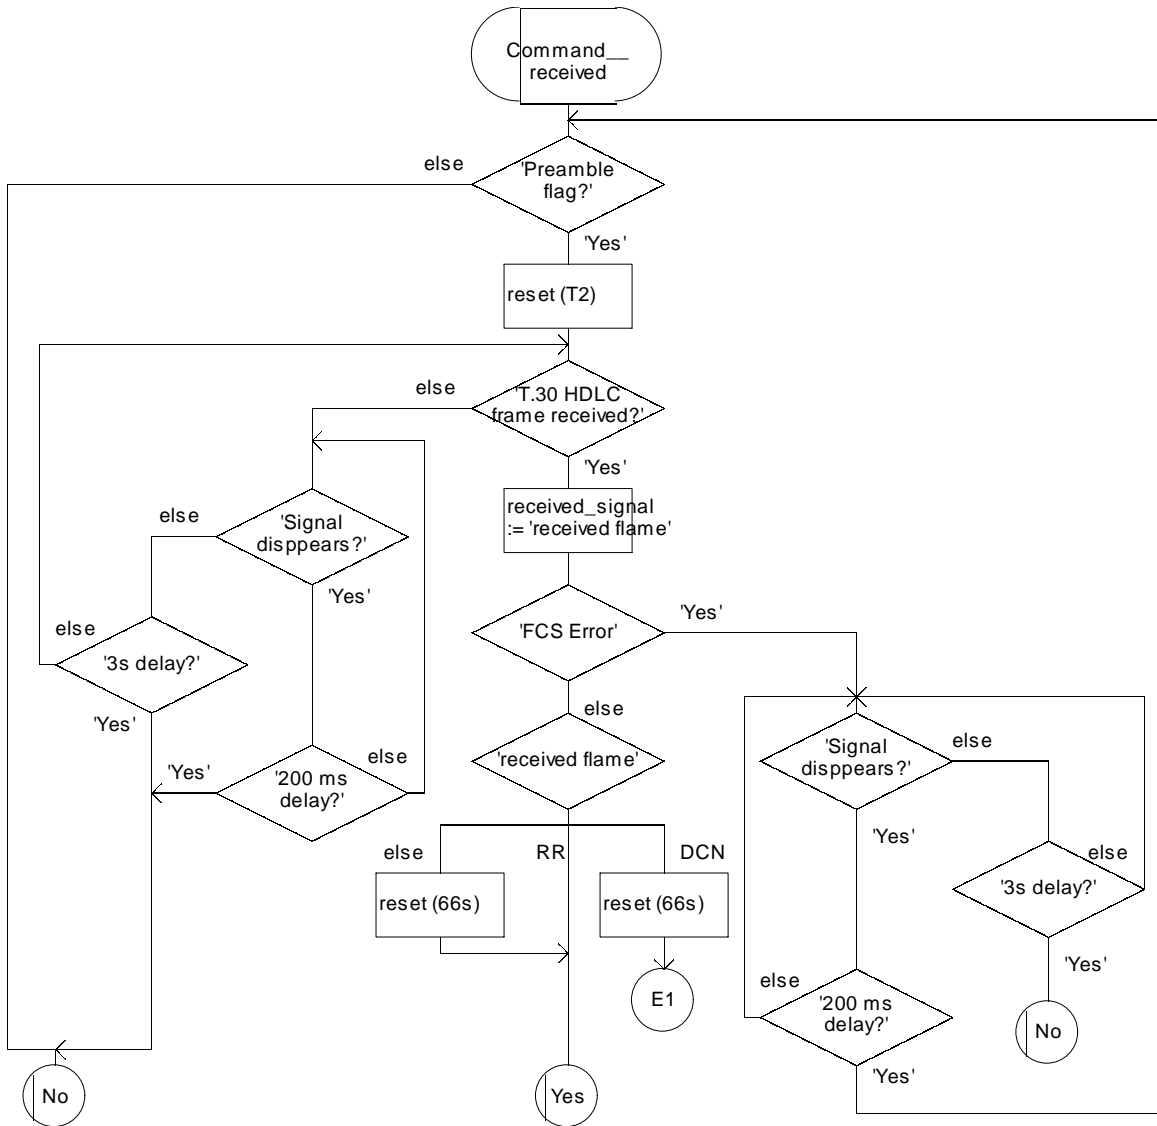 Command__
received
else
'Preamble
flag?'
'Yes'
reset (T2)
else
'T.30 HDLC
frame received?'
'Yes'
received_signal
:= 'received flame'
else
'Signal
disppears?'
'Yes'
else
'3s delay?'
'Yes'
'Yes'
'200 ms
delay?'
else
'FCS Error'
'Yes'
else
'received flame'
else
RR
DCN
reset (66s)
reset (66s)
E1
'Signal
disppears?'
else
'Yes'
else
'3s delay?'
'Yes'
No
else
'200 ms
delay?'
'Yes'
No
Yes